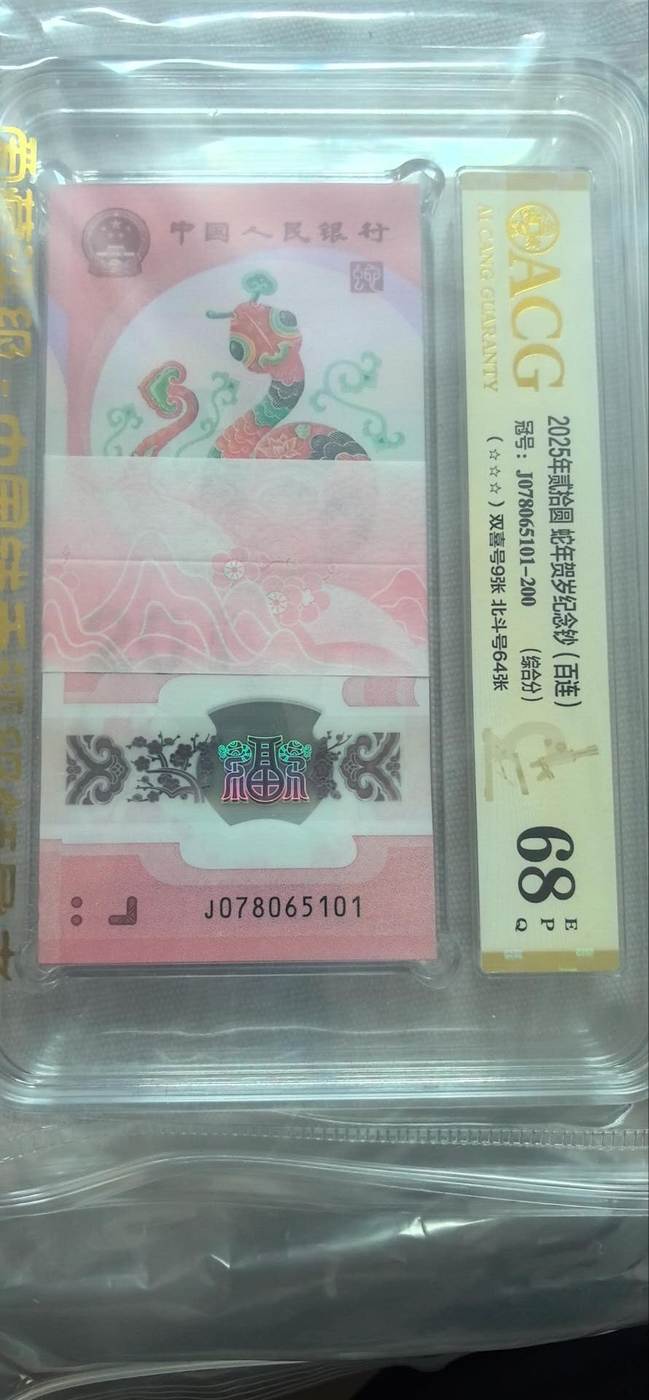 中国人民银行
福
J078065101
ACG
AI CANG GUARANTY
2025年贰拾圆 蛇年贺岁纪念钞（百连）
冠号：J078065101-200 （综合分）
（☆☆☆）双喜号9张 北斗号64张
68
E
P
Q